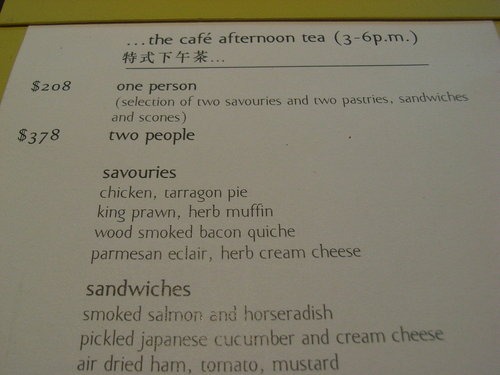 ...the café afternoon tea (3-6p.m.)
特式下午茶...
$208 one person
(selection of two savouries and two pastries, sandwiches
and scones)
$378 two people
savouries
chicken, tarragon pie
king prawn, herb muffin
wood smoked bacon quiche
parmesan eclair, herb cream cheese
sandwiches
smoked salmon and horseradish
pickled japanese cucumber and cream cheese
air dried ham, tomato, mustard